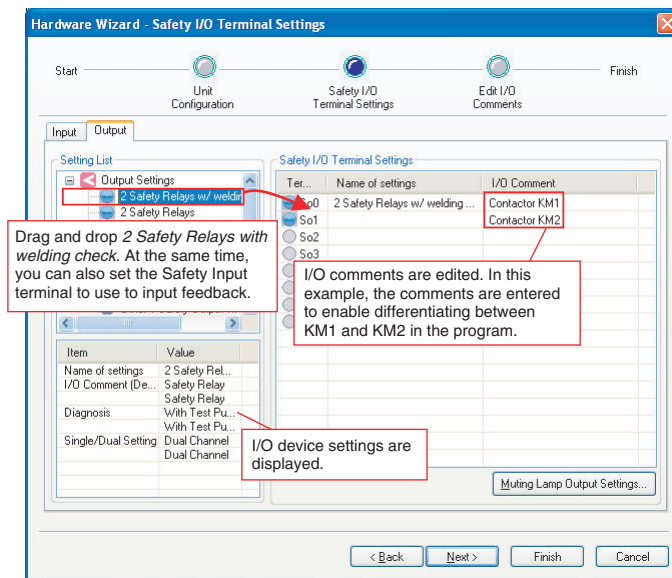 Hardware Wizard - Safety I/O Terminal Settings
Start
Finish
Unit
Configuration
Safety I/O
Terminal Settings
Edit I/O
Comments
Input
Output
Setting List
Output Settings
2 Safety Relays w/ weldin
2 Safety Relays
Drag and drop 2 Safety Relays with
welding check. At the same time,
you can also set the Safety Input
terminal to use to input feedback.
Item Value
Name of settings 2 Safety Rel...
I/O Comment (De... Safety Relay
Safety Relay
Diagnosis With Test Pu...
With Test Pu...
Single/Dual Setting Dual Channel
Dual Channel
I/O device settings are
displayed.
Safety I/O Terminal Settings
Ter... Name of settings I/O Comment
So0 2 Safety Relays w/ welding ... Contactor KM1
So1 Contactor KM2
So2
So3
I/O comments are edited. In this
example, the comments are entered
to enable differentiating between
KM1 and KM2 in the program.
Muting Lamp Output Settings...
< Back Next > Finish Cancel